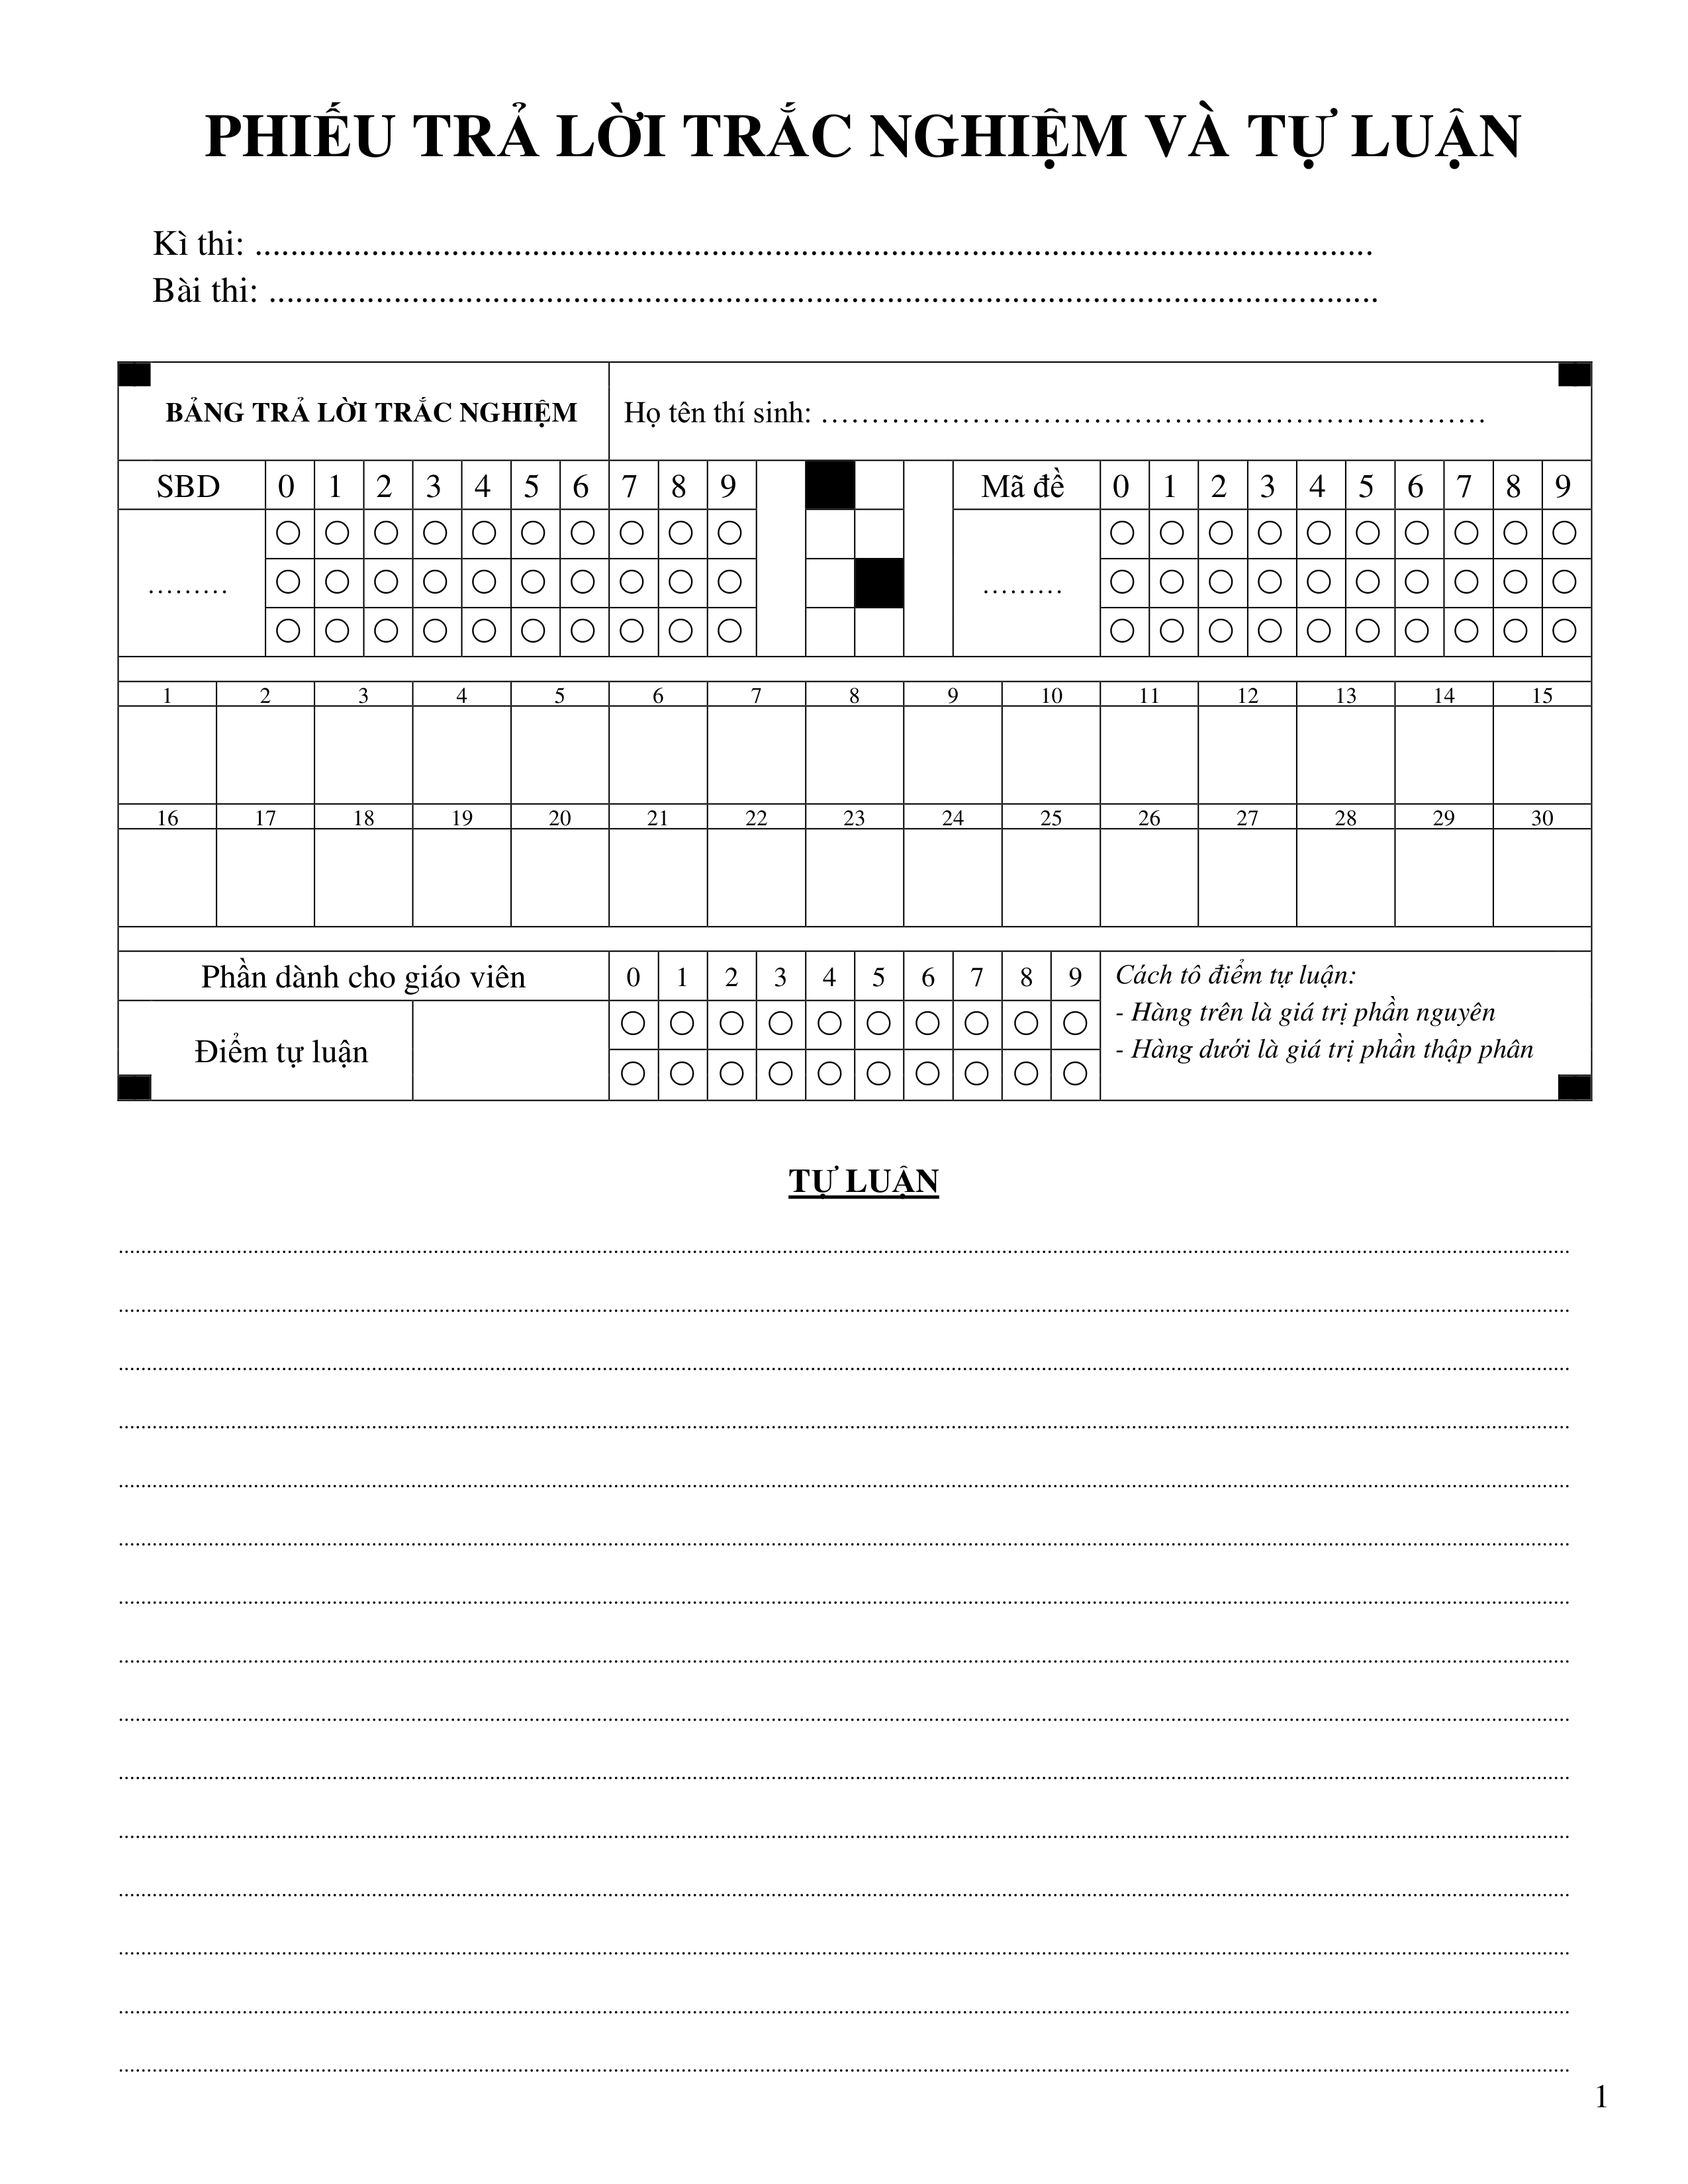 PHIẾU TRẢ LỜI TRẮC NGHIỆM VÀ TỰ LUẬN
Kì thi: ..........................................................................................................................
Bài thi: .........................................................................................................................
BẢNG TRẢ LỜI TRẮC NGHIỆM Họ tên thí sinh: …………………………………………………………
SBD 0 1 2 3 4 5 6 7 8 9 Mã đề 0 1 2 3 4 5 6 7 8 9
……… ………
1 2 3 4 5 6 7 8 9 10 11 12 13 14 15
16 17 18 19 20 21 22 23 24 25 26 27 28 29 30
Phần dành cho giáo viên 0 1 2 3 4 5 6 7 8 9 Cách tô điểm tự luận:
- Hàng trên là giá trị phần nguyên
Điểm tự luận - Hàng dưới là giá trị phần thập phân
TỰ LUẬN
1